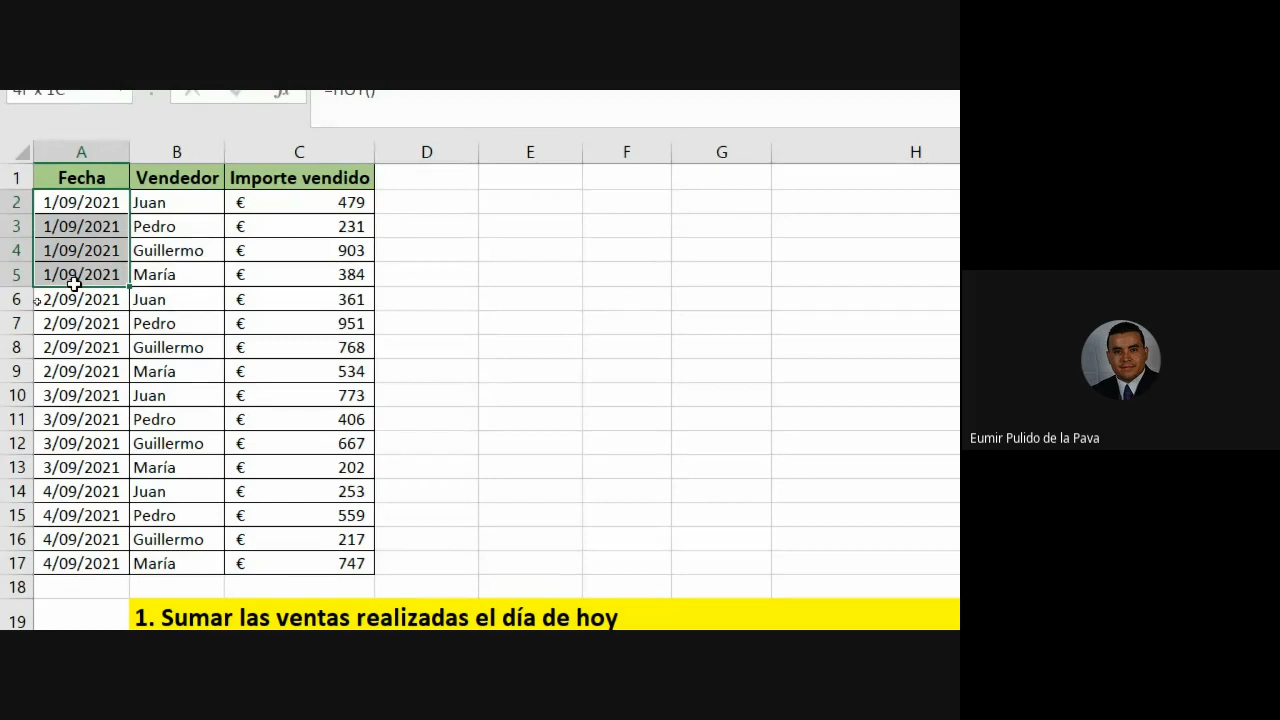 =HOY()
A B C D E F G H
1 Fecha Vendedor Importe vendido
2 1/09/2021 Juan € 479
3 1/09/2021 Pedro € 231
4 1/09/2021 Guillermo € 903
5 1/09/2021 María € 384
6 2/09/2021 Juan € 361
7 2/09/2021 Pedro € 951
8 2/09/2021 Guillermo € 768
9 2/09/2021 María € 534
10 3/09/2021 Juan € 773
11 3/09/2021 Pedro € 406
12 3/09/2021 Guillermo € 667
13 3/09/2021 María € 202
14 4/09/2021 Juan € 253
15 4/09/2021 Pedro € 559
16 4/09/2021 Guillermo € 217
17 4/09/2021 María € 747
18
19 1. Sumar las ventas realizadas el día de hoy
Eumir Pulido de la Pava